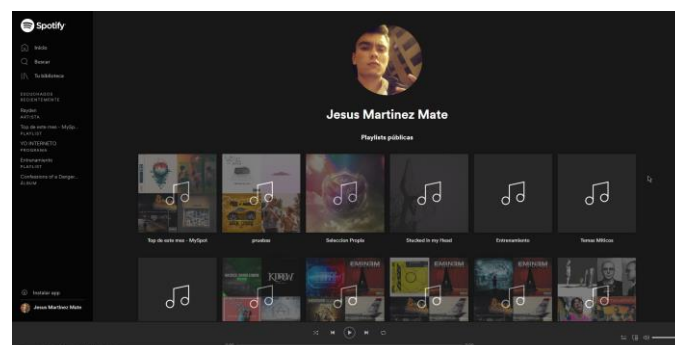 Spotify
Inicio
Buscar
Tu biblioteca
ESCUCHADOS
RECIENTEMENTE
Beyden
ARTISTA
Top de este mes - MySp...
PLAYLIST
YO INTERNETO
PROGRAMA
Entrenamiento
PLAYLIST
Confessions of a Danger...
ÁLBUM
Instalar app
Jesus Martinez Mate
Jesus Martinez Mate
Playlists públicas
Top de este mes - MySpot
pruebas
Seleccion Propia
Stucked In my Head
Entrenamiento
Temas Míticos
EMINEM
EMINEM
EMINEM